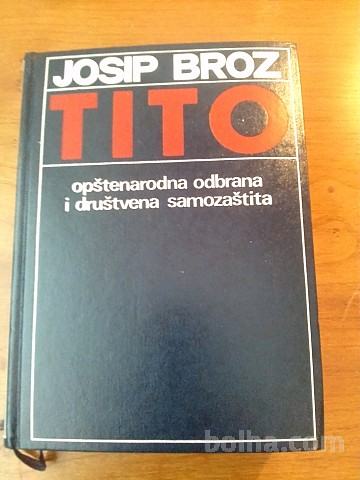 JOSIP BROZ
TITO
opštenarodna odbrana
i društvena samozaštita
bolha.com